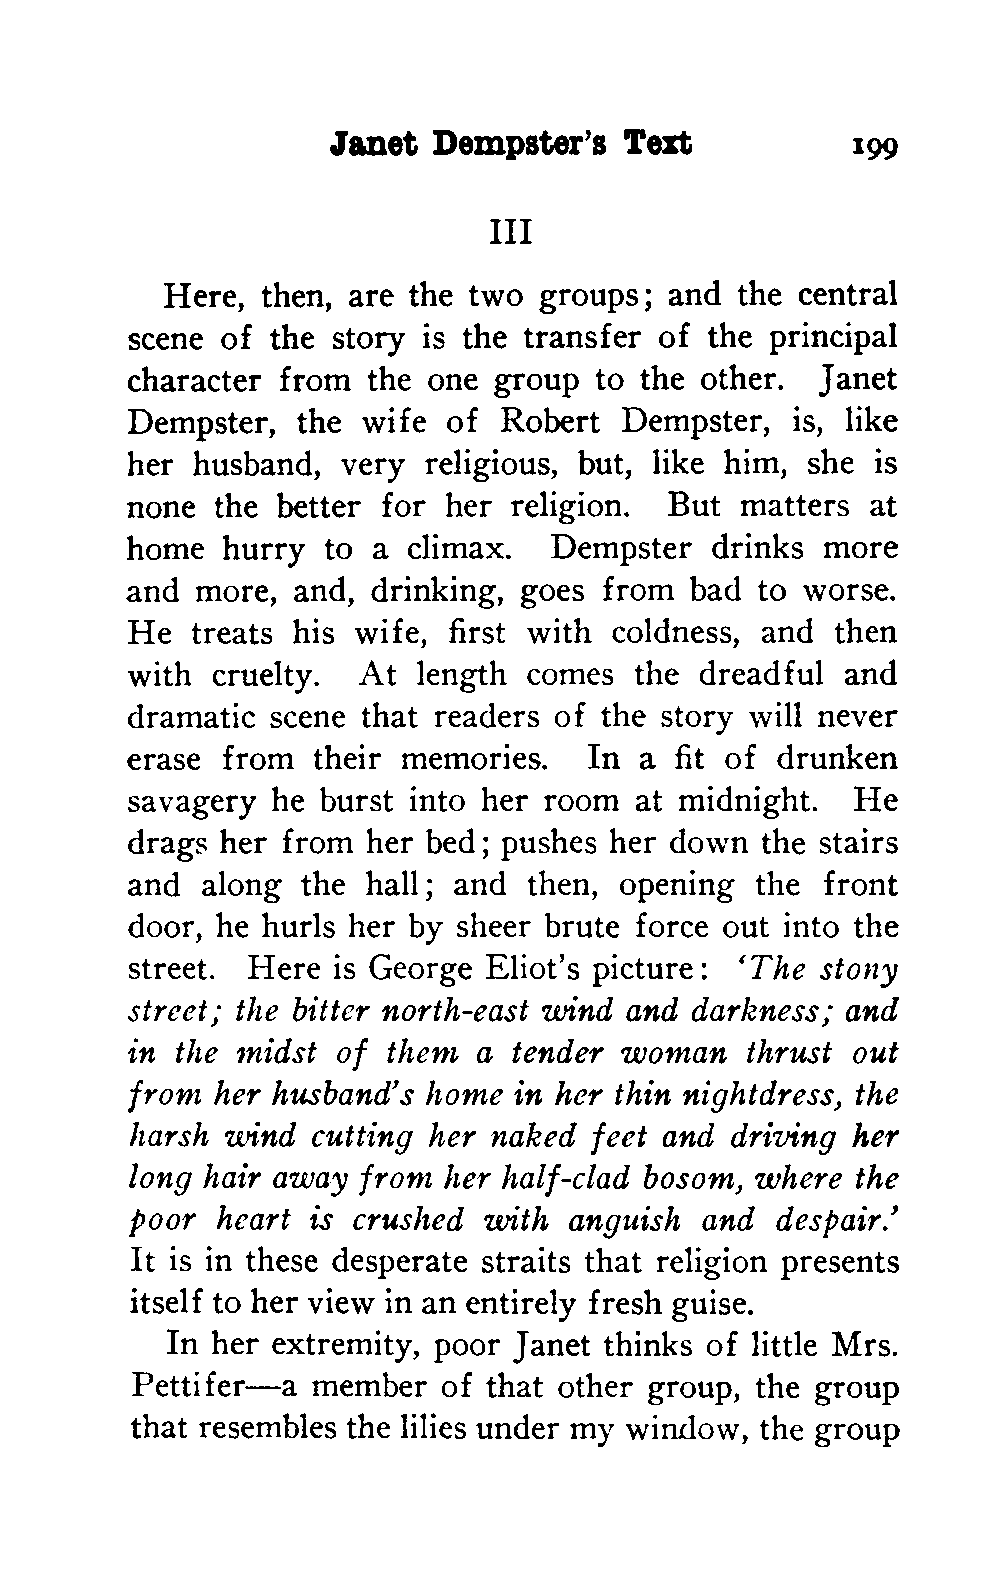 Janet Dempster's Text 199
III
Here, then, are the two groups; and the central
scene of the story is the transfer of the principal
character from the one group to the other. Janet
Dempster, the wife of Robert Dempster, is, like
her husband, very religious, but, like him, she is
none the better for her religion. But matters at
home hurry to a climax. Dempster drinks more
and more, and, drinking, goes from bad to worse.
He treats his wife, first with coldness, and then
with cruelty. At length comes the dreadful and
dramatic scene that readers of the story will never
erase from their memories. In a fit of drunken
savagery he burst into her room at midnight. He
drags her from her bed; pushes her down the stairs
and along the hall; and then, opening the front
door, he hurls her by sheer brute force out into the
street. Here is George Eliot's picture: 'The stony
street; the bitter north-east wind and darkness; and
in the midst of them a tender woman thrust out
from her husband's home in her thin nightdress, the
harsh wind cutting her naked feet and driving her
long hair away from her half-clad bosom, where the
poor heart is crushed with anguish and despair.'
It is in these desperate straits that religion presents
itself to her view in an entirely fresh guise.
In her extremity, poor Janet thinks of little Mrs.
Pettifer—a member of that other group, the group
that resembles the lilies under my window, the group